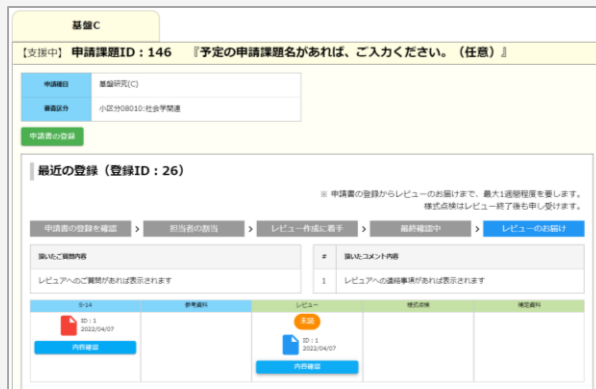 基盤C
【支援中】 申請課題ID：146 『予定の申請課題名があれば、ご入力ください。（任意）』
申請種目 基盤研究(C)
審査区分 小区分08010:社会学関連
申請書の登録
最近の登録（登録ID：26）
※ 申請書の登録からレビューのお届けまで、最大1週間程度を要します。
様式点検はレビュー終了後も申し受けます。
申請書の登録を確認 > 担当者の割当 > レビュー作成に着手 > 最終確認中 > レビューのお届け
頂いたご質問内容 # 頂いたコメント内容
レビュアへのご質問があれば表示されます 1 レビュアへの連絡事項があれば表示されます
S-14 参考資料 レビュー 様式点検 補足資料
未読
ID：1
2022/04/07
内容確認
ID：1
2022/04/07
内容確認